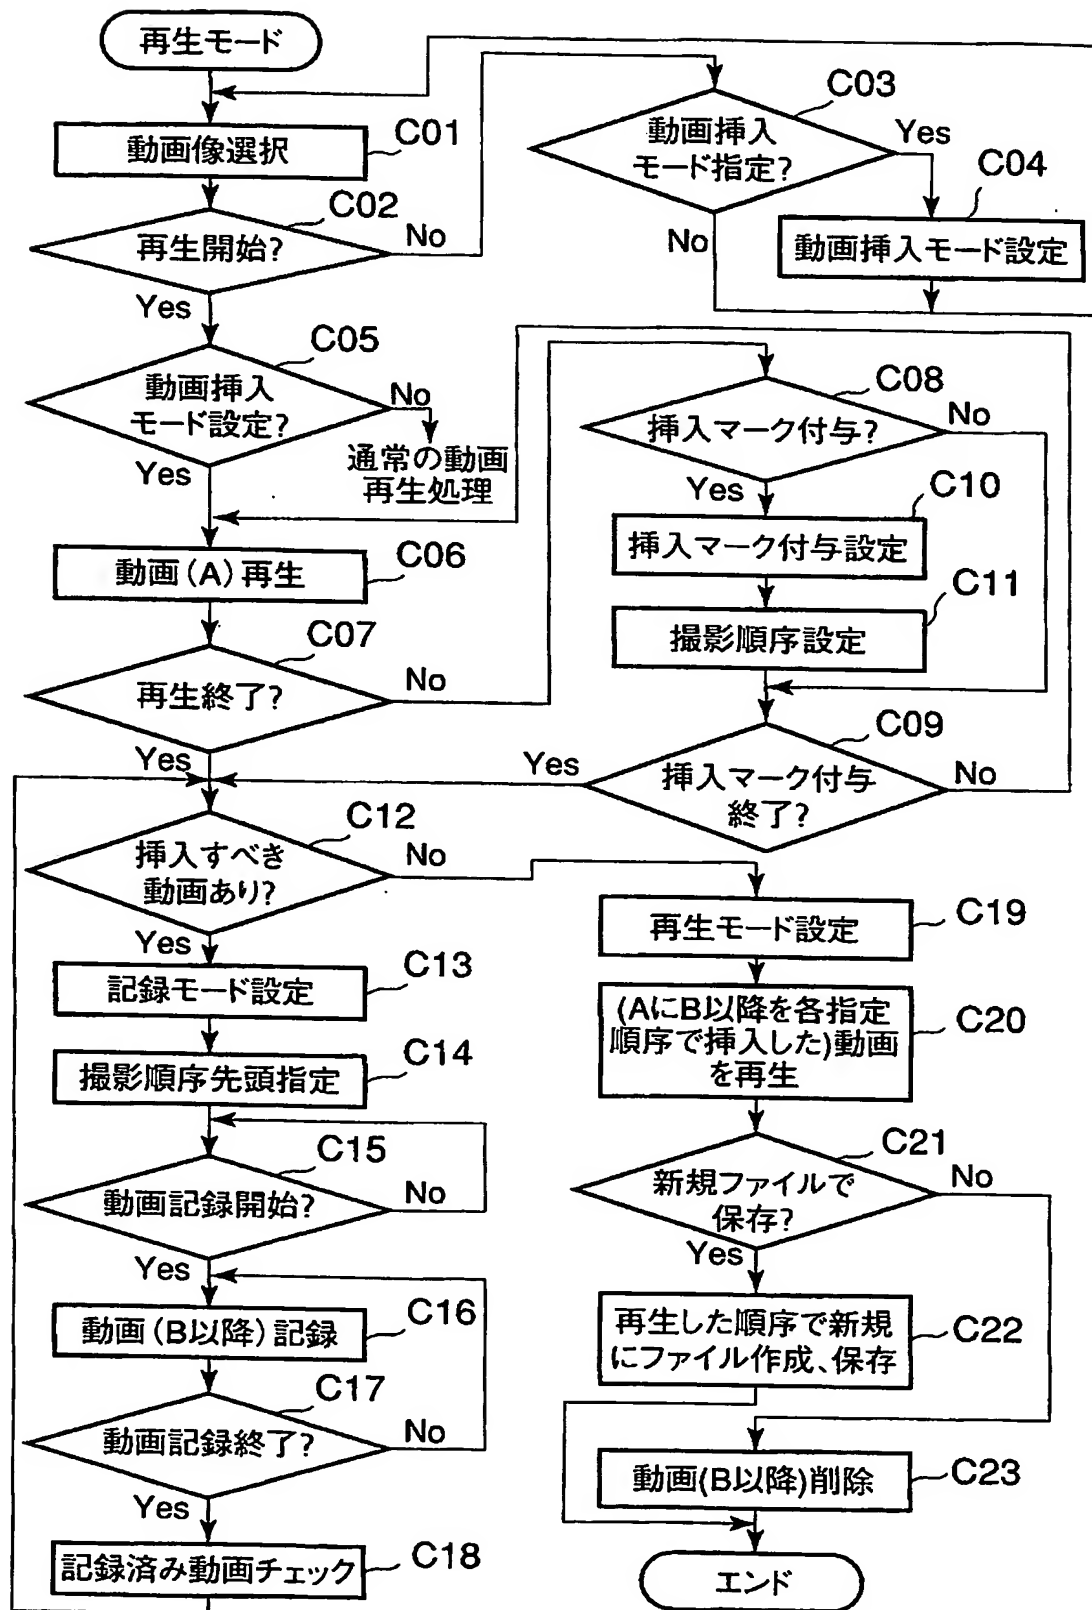 再生モード
動画像選択
C01
再生開始?
C02
No
Yes
動画挿入
モード指定?
C03
Yes
No
動画挿入モード設定
C04
動画挿入
モード設定?
C05
No
Yes
通常の動画
再生処理
動画(A)再生
C06
再生終了?
C07
No
Yes
挿入マーク付与?
C08
No
Yes
挿入マーク付与設定
C10
撮影順序設定
C11
挿入マーク付与
終了?
C09
Yes
No
挿入すべき
動画あり?
C12
No
Yes
記録モード設定
C13
撮影順序先頭指定
C14
動画記録開始?
C15
No
Yes
動画(B以降)記録
C16
動画記録終了?
C17
No
Yes
記録済み動画チェック
C18
再生モード設定
C19
(AにB以降を各指定
順序で挿入した)動画
を再生
C20
新規ファイルで
保存?
C21
No
Yes
再生した順序で新規
にファイル作成、保存
C22
動画(B以降)削除
C23
エンド